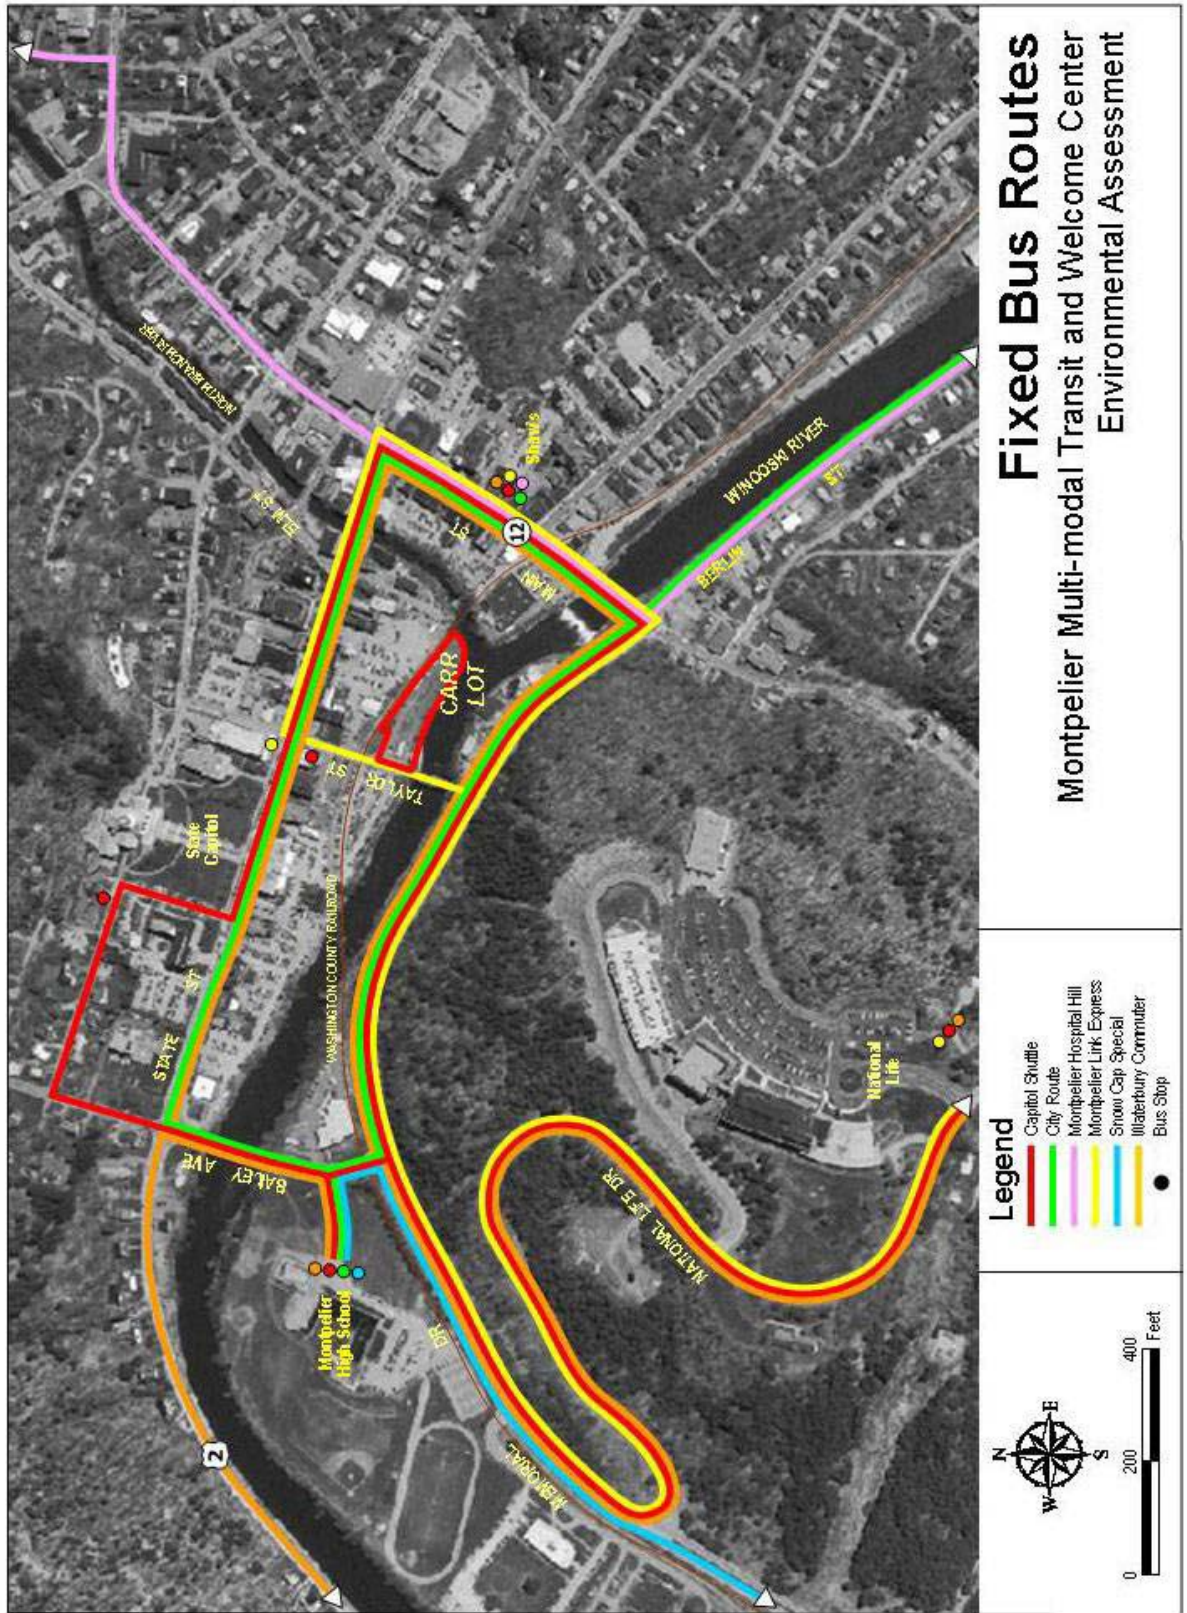 Fixed Bus Routes
Montpelier Multi-modal Transit and Welcome Center
Environmental Assessment
Legend
Capitol Shuttle
City Route
Montpelier Hospital Hill
Montpelier Link Express
Snow Cap Special
Waterbury Commuter
Bus Stop
N
W
E
S
0
200
400
Feet
NORTH BRANCH RIVER
ELM ST
State
Capitol
STATE
ST
2
BAILEY
AVE
WASHINGTON COUNTY RAILROAD
TAYLOR
ST
CARR
LOT
MAIN
ST
12
Shaw's
WINOOSKI RIVER
BERLIN
ST
Montpelier
High School
MEMORIAL
DR
NATIONAL LIFE DR
National
Life